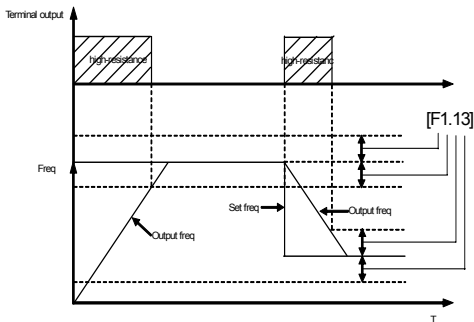 Terminal output
high-resistance
high-resistanc
[F1.13]
Freq
Set freq
Output freq
Output freq
T